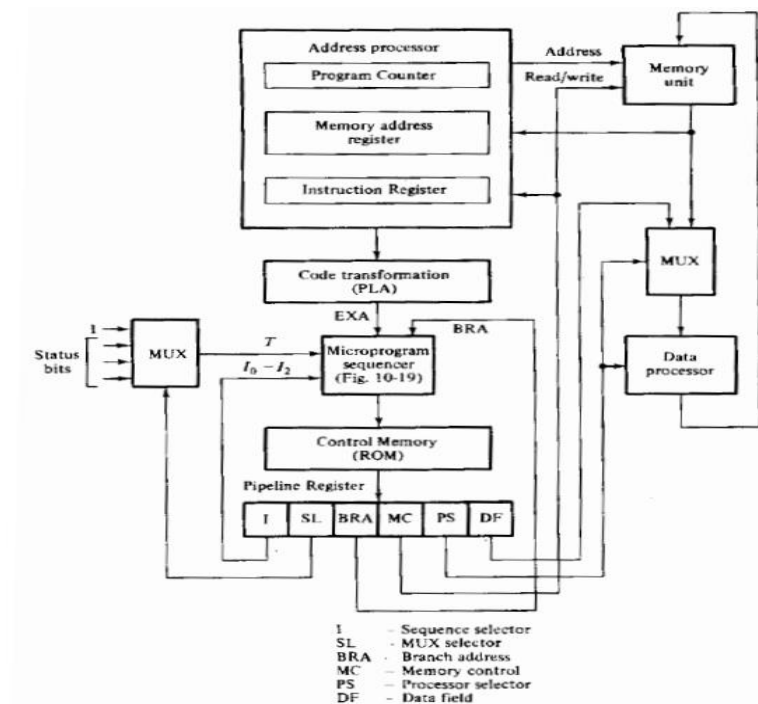 Address processor
Program Counter
Memory address
register
Instruction Register
Address
Read/write
Memory
unit
MUX
Data
processor
Code transformation
(PLA)
EXA
BRA
1
Status
bits
MUX
T
I₀ – I₂
Microprogram
sequencer
(Fig. 10-19)
Control Memory
(ROM)
Pipeline Register
I SL BRA MC PS DF
I – Sequence selector
SL – MUX selector
BRA · Branch address
MC – Memory control
PS – Processor selector
DF – Data field